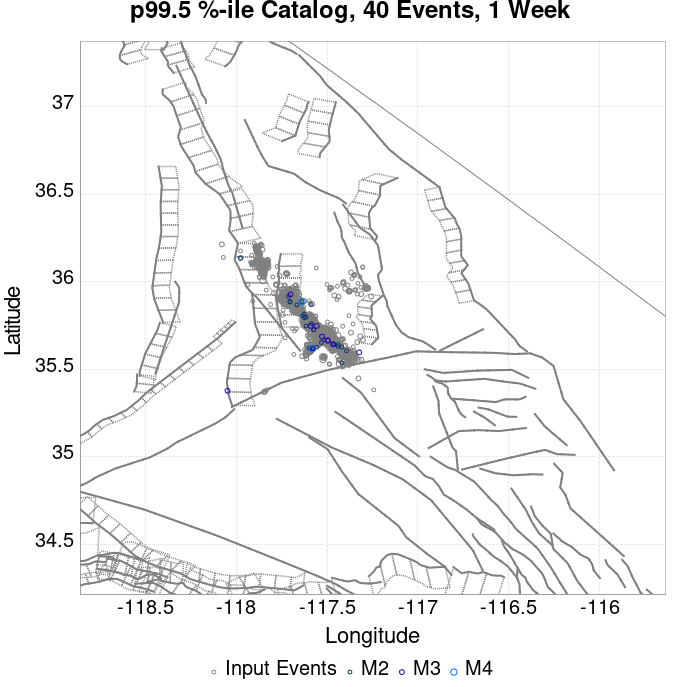 p99.5 %-ile Catalog, 40 Events, 1 Week
37
36.5
36
35.5
35
34.5
Latitude
-118.5 -118 -117.5 -117 -116.5 -116
Longitude
Input Events M2 M3 M4